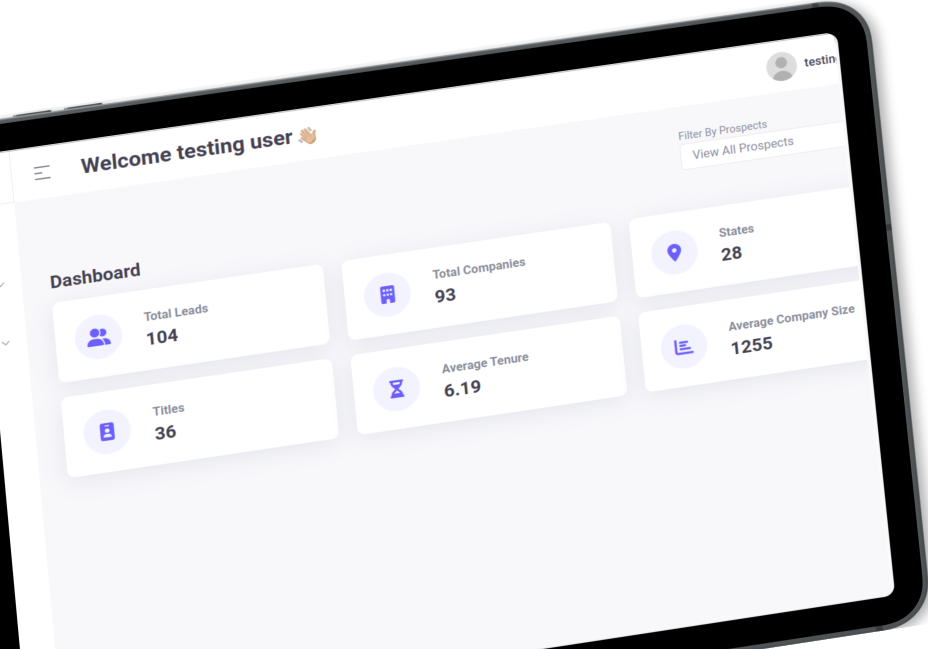 testin
Welcome testing user
Filter By Prospects
View All Prospects
Dashboard
Total Leads
104
Total Companies
93
States
28
Titles
36
Average Tenure
6.19
Average Company Size
1255